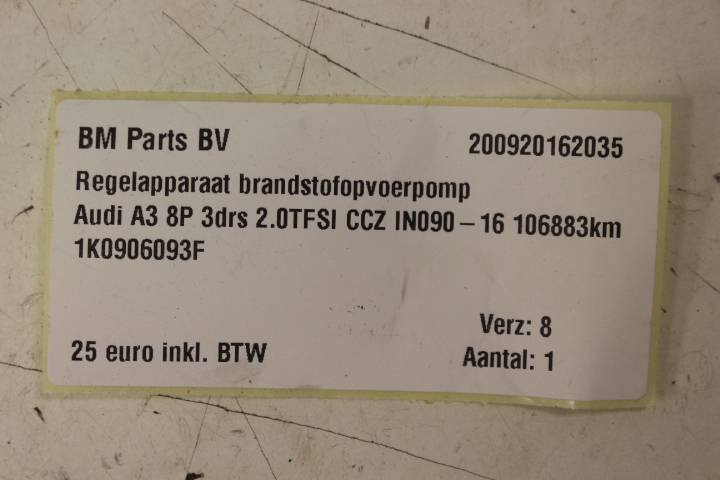 BM Parts BV 200920162035
Regelapparaat brandstofopvoerpomp
Audi A3 8P 3drs 2.0TFSI CCZ IN090-16 106883km
1K0906093F
Verz: 8
25 euro inkl. BTW Aantal: 1